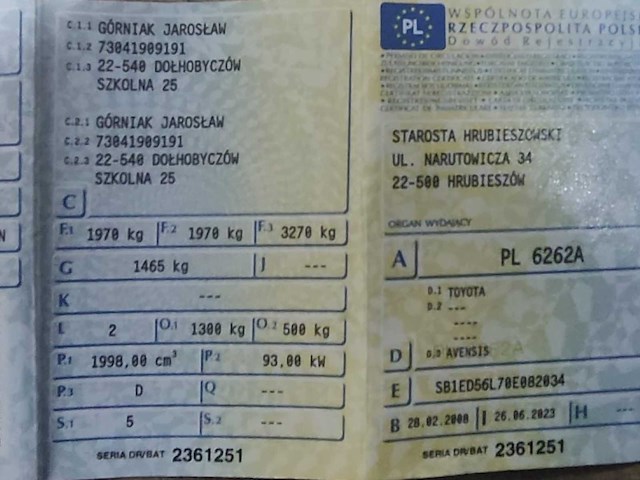 C.1.1 GÓRNIAK JAROSŁAW
C.1.2 73041909191
C.1.3 22-540 DOŁHOBYCZÓW
SZKOLNA 25
C.2.1 GÓRNIAK JAROSŁAW
C.2.2 73041909191
C.2.3 22-540 DOŁHOBYCZÓW
SZKOLNA 25
C
F.1 1970 kg F.2 1970 kg F.3 3270 kg
G 1465 kg J ---
K ---
L 2 O.1 1300 kg O.2 500 kg
P.1 1998,00 cm³ P.2 93,00 kW
P.3 D Q ---
S.1 5 S.2 ---
SERIA DR/BAT 2361251
PL
WSPÓLNOTA EUROPEJS
RZECZPOSPOLITA POLS
Dowód Rejestracyj
STAROSTA HRUBIESZOWSKI
UL. NARUTOWICZA 34
22-500 HRUBIESZÓW
ORGAN WYDAJĄCY
A PL 6262A
D.1 TOYOTA
D.2 ---
----
----
D D.3 AVENSIS
E SB1ED56L70E082034
B 28.02.2008 I 26.06.2023 H ---
SERIA DR/BAT 2361251